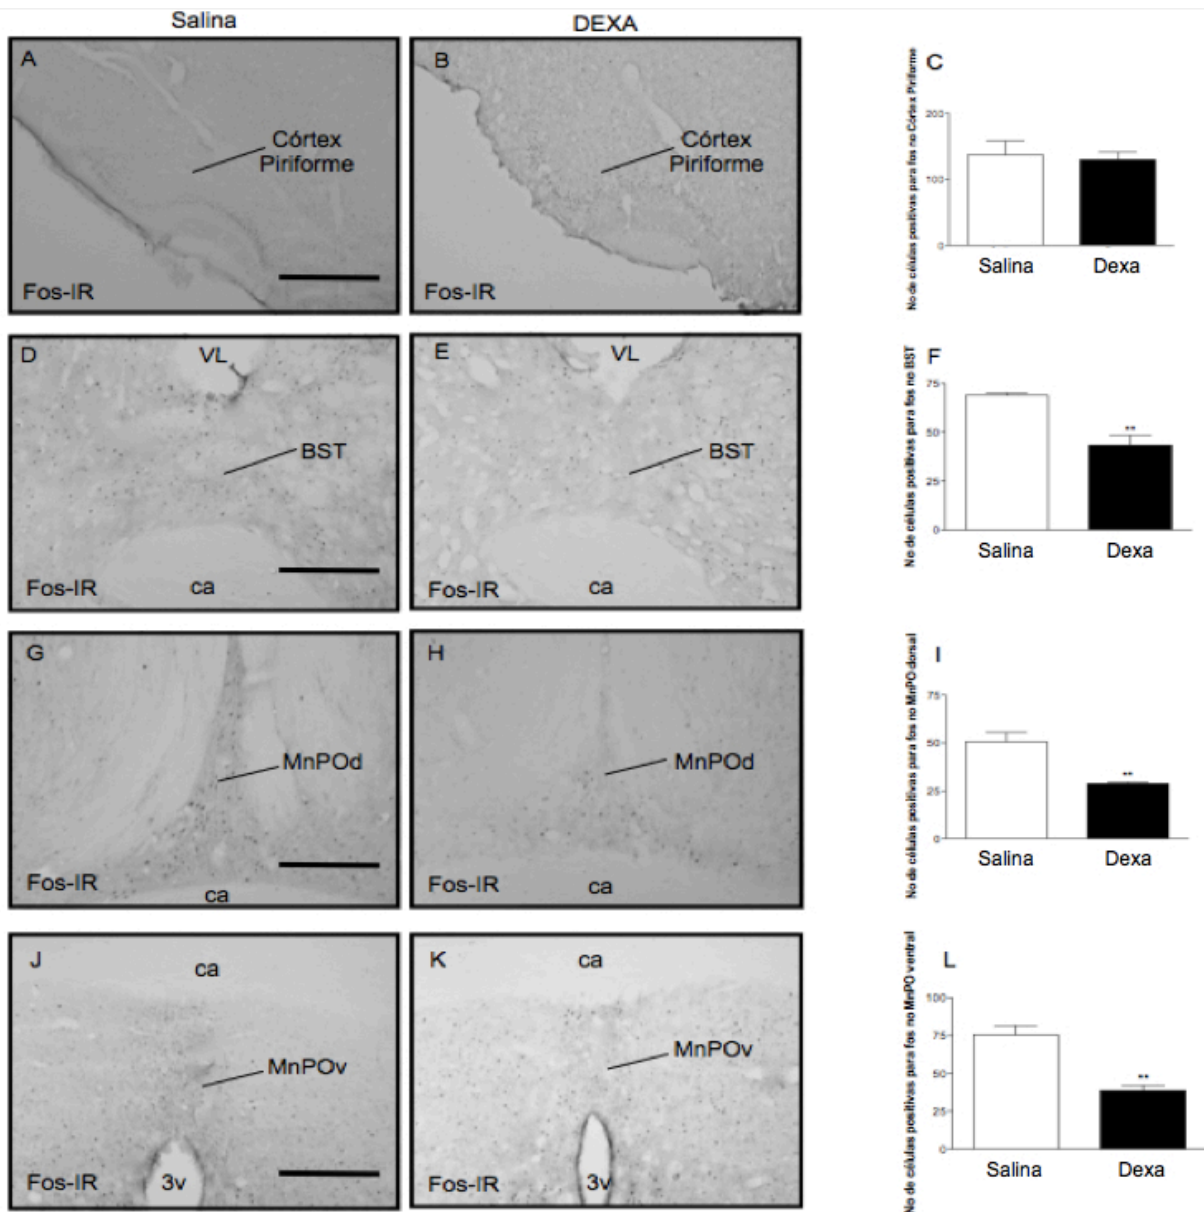 Salina
DEXA
A
Córtex
Piriforme
Fos-IR
B
Córtex
Piriforme
Fos-IR
C
No de células positivas para fos no Córtex Piriforme
200
100
0
Salina
Dexa
D
VL
BST
Fos-IR
ca
E
VL
BST
Fos-IR
ca
F
No de células positivas para fos no BST
75
50
25
0
**
Salina
Dexa
G
MnPOd
Fos-IR
ca
H
MnPOd
Fos-IR
ca
I
No de células positivas para fos no MnPO dorsal
75
50
25
0
**
Salina
Dexa
J
ca
MnPOv
Fos-IR
3v
K
ca
MnPOv
Fos-IR
3v
L
No de células positivas para fos no MnPO ventral
100
75
50
25
0
**
Salina
Dexa